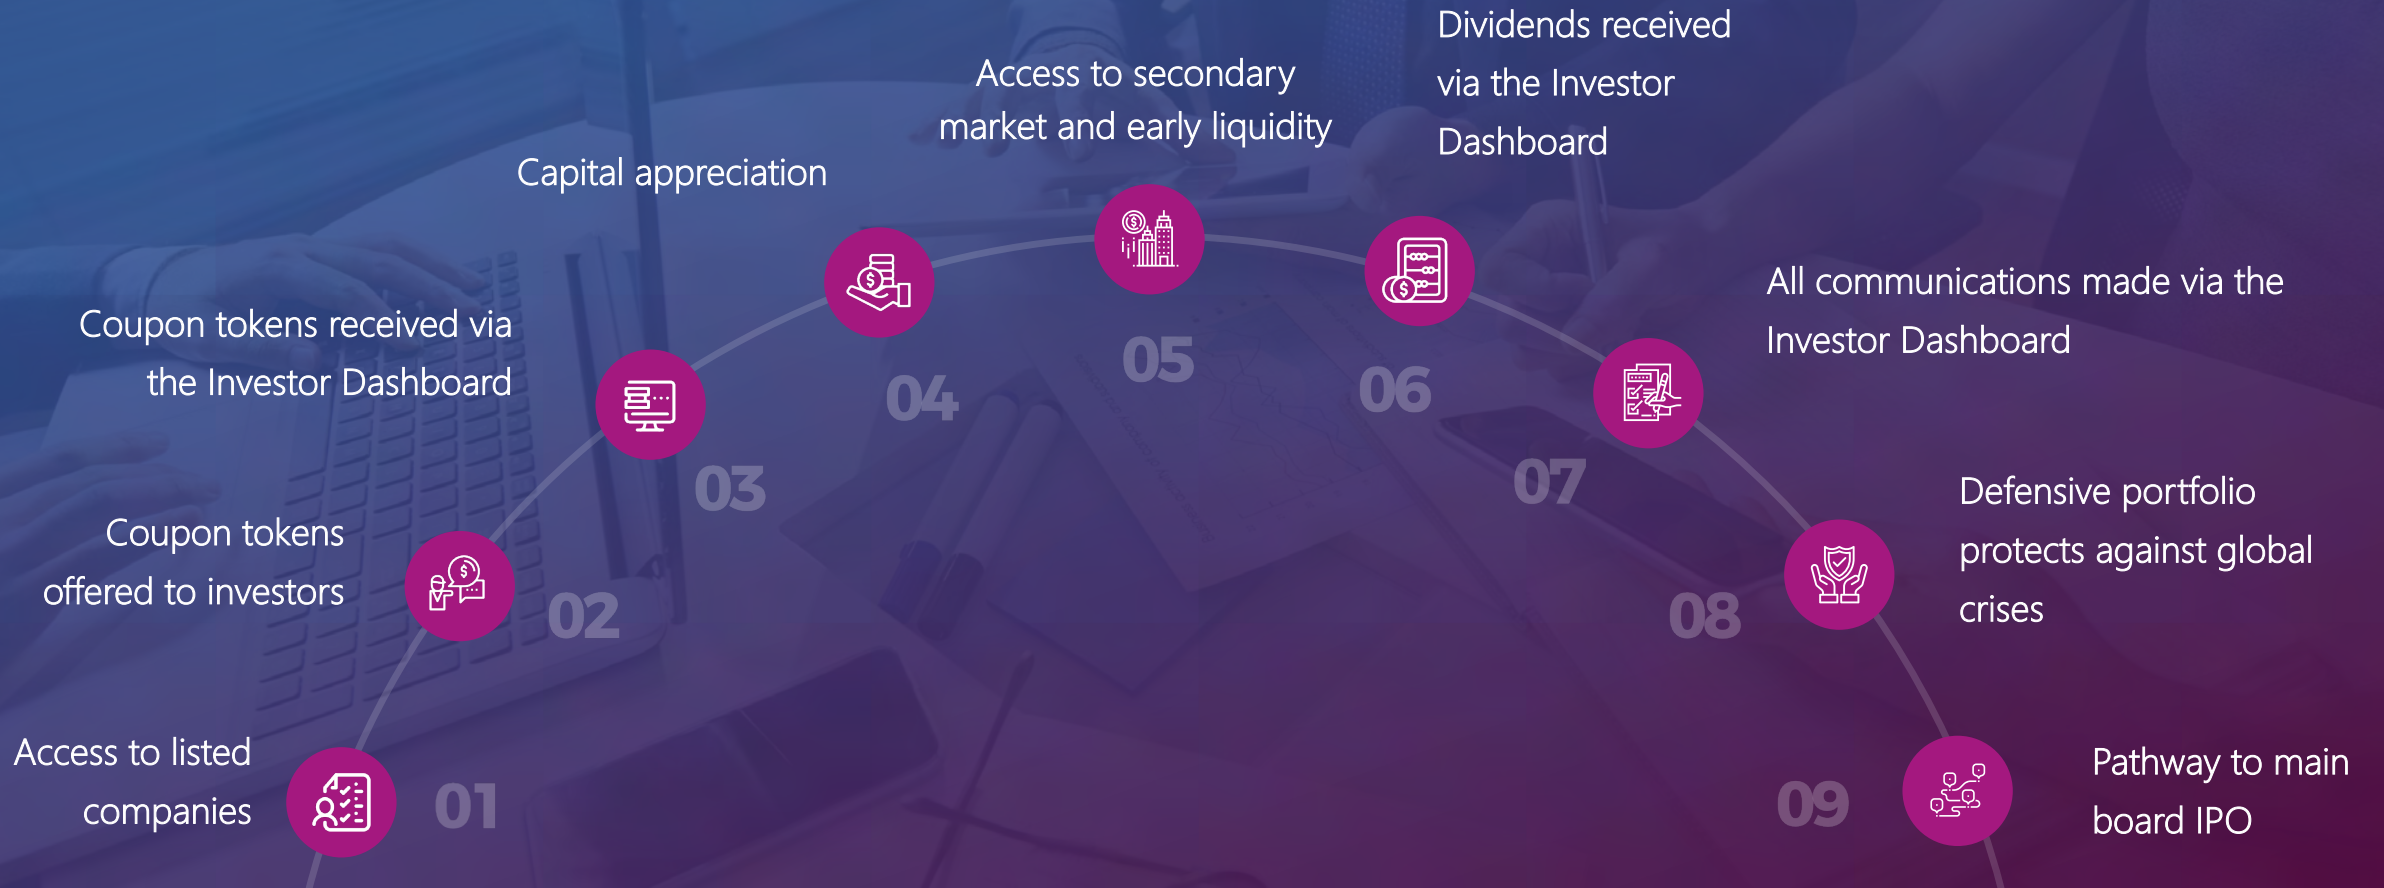 Access to listed
companies
01
Coupon tokens
offered to investors
02
Coupon tokens received via
the Investor Dashboard
03
Capital appreciation
04
Access to secondary
market and early liquidity
05
Dividends received
via the Investor
Dashboard
06
All communications made via the
Investor Dashboard
07
Defensive portfolio
protects against global
crises
08
Pathway to main
board IPO
09